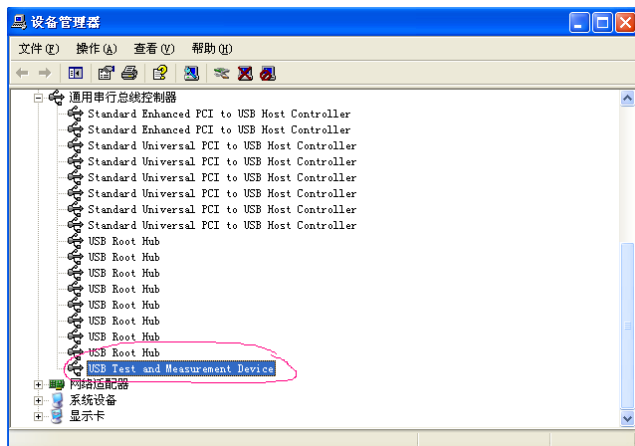 设备管理器
文件(F) 操作(A) 查看(V) 帮助(H)
通用串行总线控制器
Standard Enhanced PCI to USB Host Controller
Standard Enhanced PCI to USB Host Controller
Standard Universal PCI to USB Host Controller
Standard Universal PCI to USB Host Controller
Standard Universal PCI to USB Host Controller
Standard Universal PCI to USB Host Controller
Standard Universal PCI to USB Host Controller
Standard Universal PCI to USB Host Controller
USB Root Hub
USB Root Hub
USB Root Hub
USB Root Hub
USB Root Hub
USB Root Hub
USB Root Hub
USB Root Hub
USB Test and Measurement Device
网络适配器
系统设备
显示卡